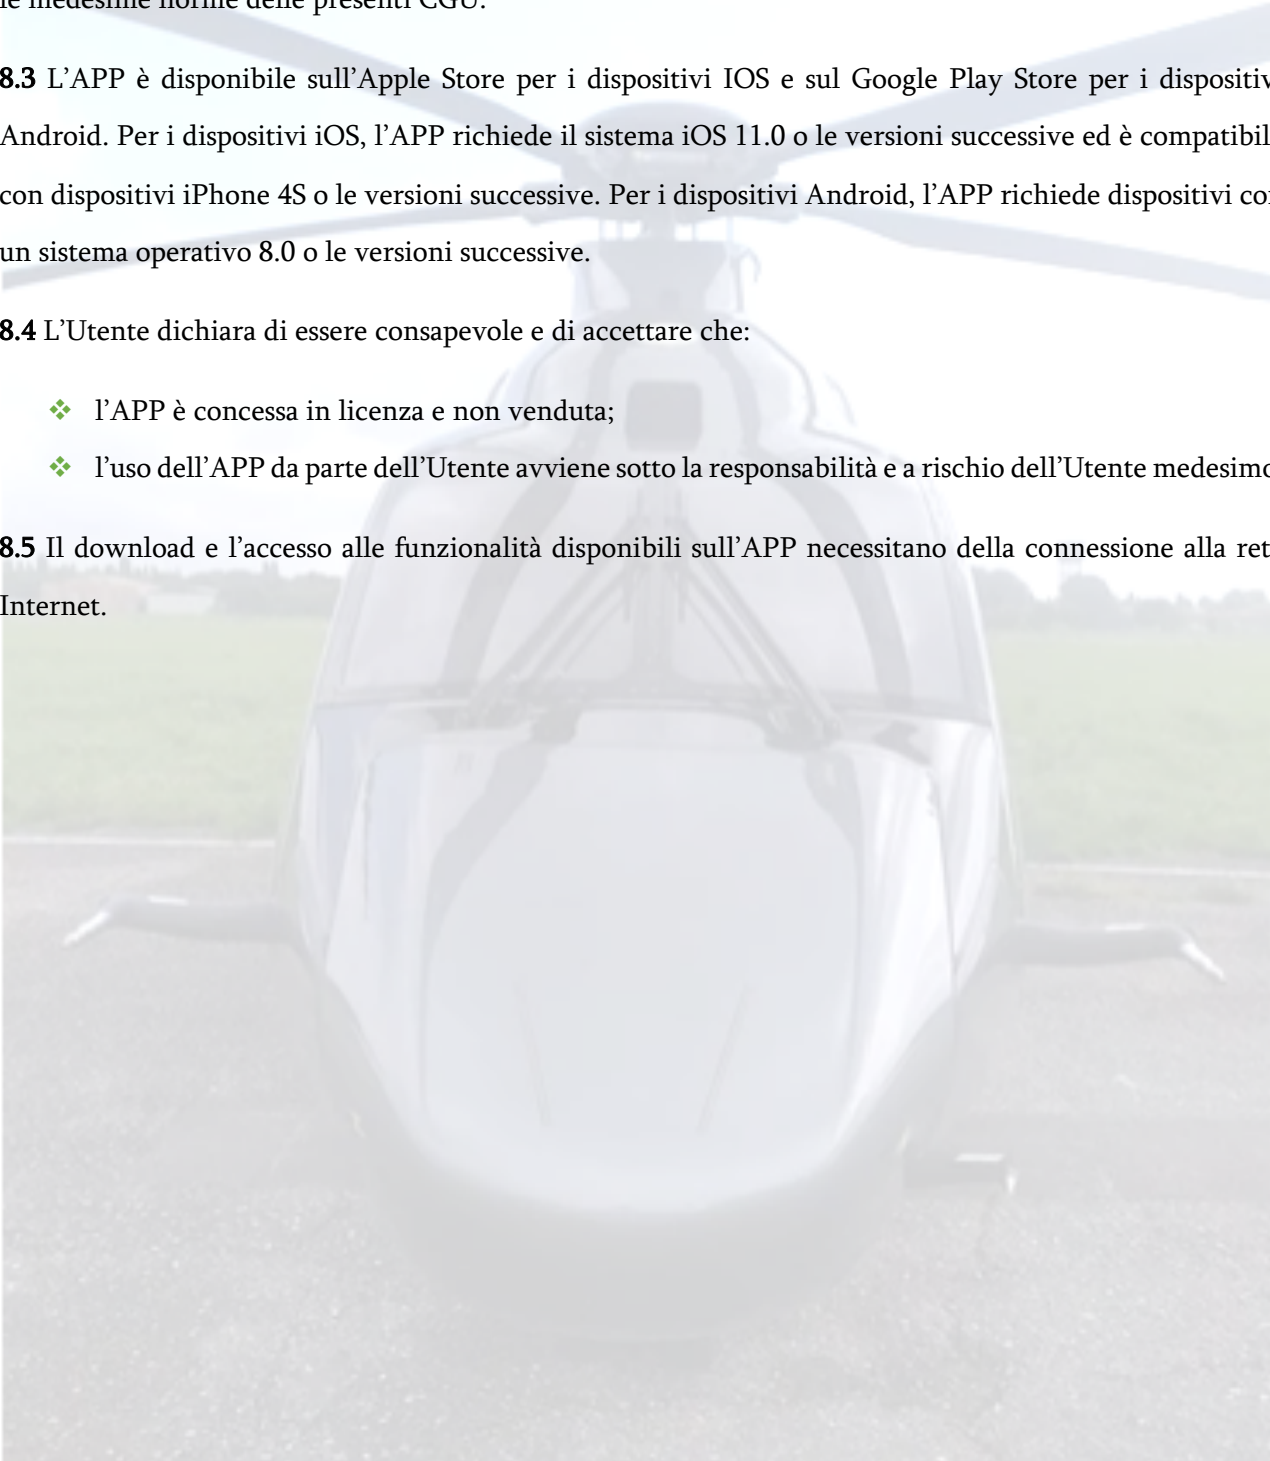 le medesime norme delle presenti CGU.
8.3 L’APP è disponibile sull’Apple Store per i dispositivi IOS e sul Google Play Store per i dispositiv
Android. Per i dispositivi iOS, l’APP richiede il sistema iOS 11.0 o le versioni successive ed è compatibil
con dispositivi iPhone 4S o le versioni successive. Per i dispositivi Android, l’APP richiede dispositivi co
un sistema operativo 8.0 o le versioni successive.
8.4 L’Utente dichiara di essere consapevole e di accettare che:
❖ l’APP è concessa in licenza e non venduta;
❖ l’uso dell’APP da parte dell’Utente avviene sotto la responsabilità e a rischio dell’Utente medesimo
8.5 Il download e l’accesso alle funzionalità disponibili sull’APP necessitano della connessione alla ret
Internet.